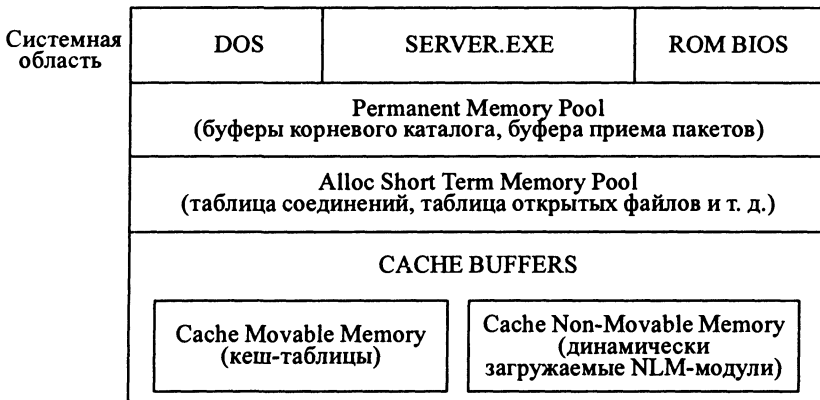 Системная
область
DOS
SERVER.EXE
ROM BIOS
Permanent Memory Pool
(буферы корневого каталога, буфера приема пакетов)
Alloc Short Term Memory Pool
(таблица соединений, таблица открытых файлов и т. д.)
CACHE BUFFERS
Cache Movable Memory
(кеш-таблицы)
Cache Non-Movable Memory
(динамически
загружаемые NLM-модули)